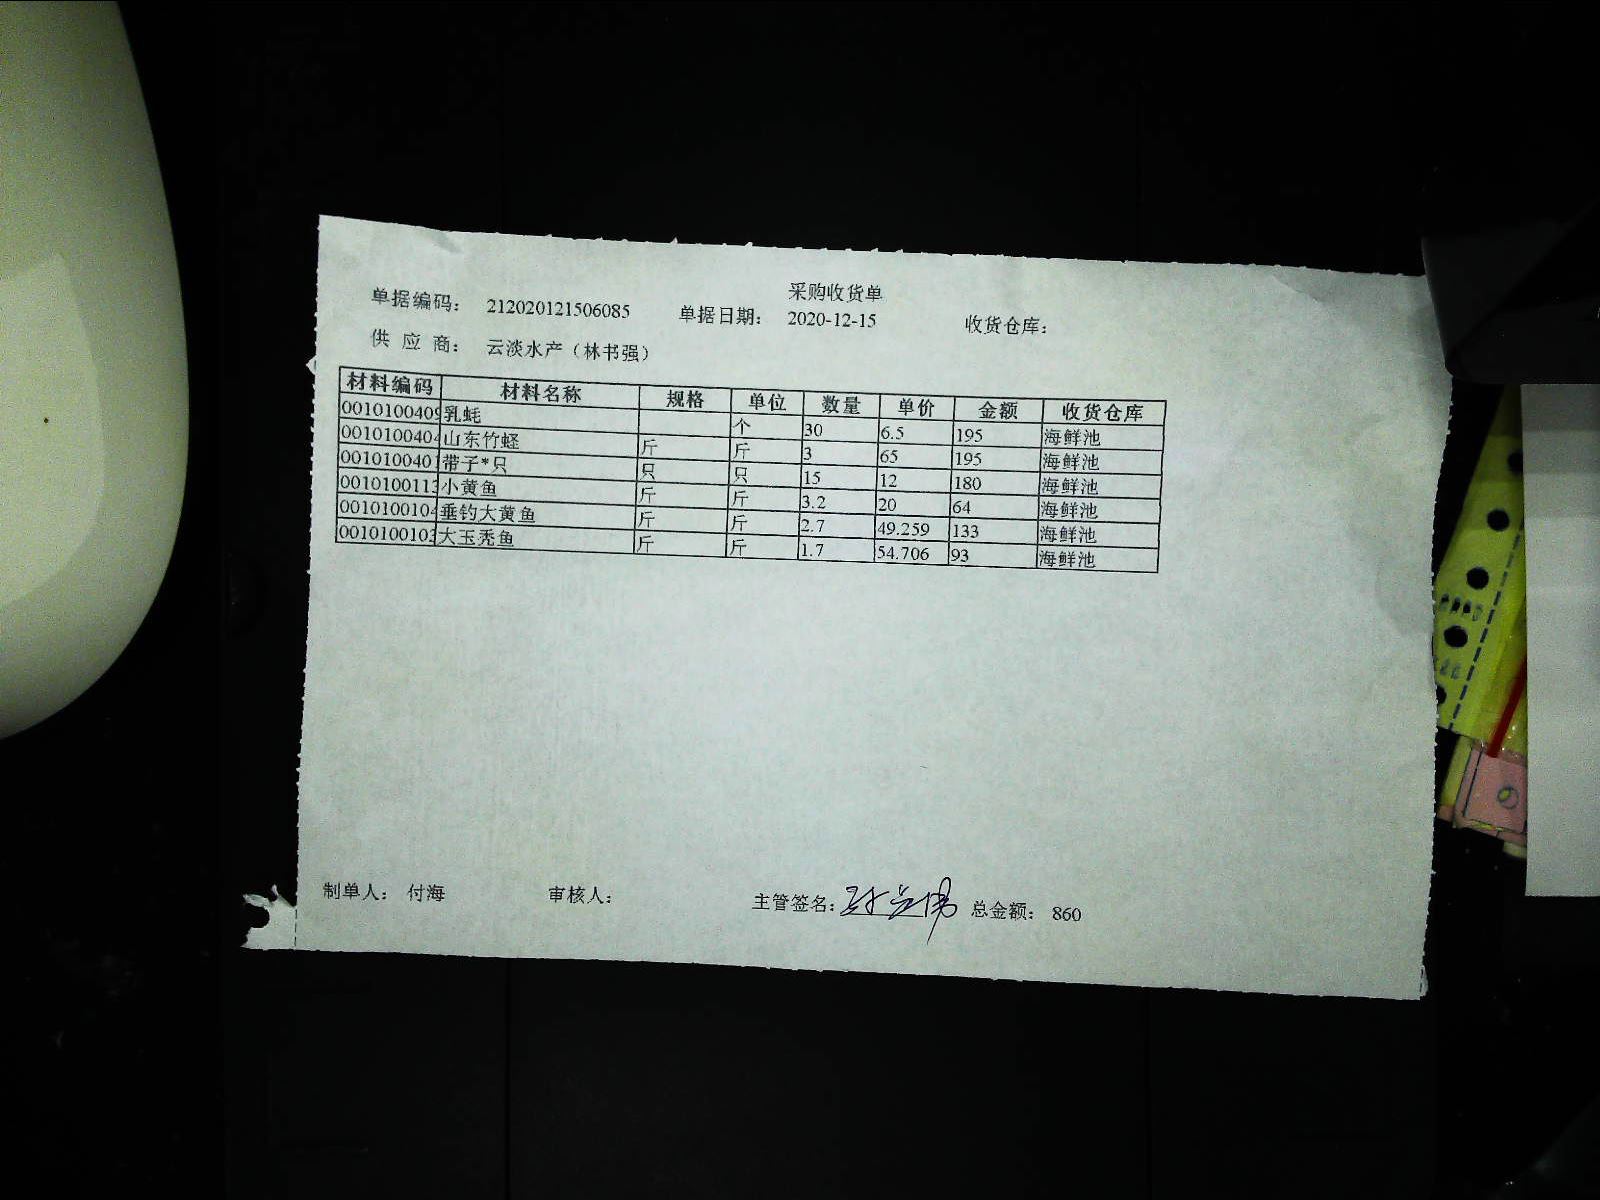 采购收货单
单据编码： 212020121506085 单据日期： 2020-12-15 收货仓库：
供 应 商： 云淡水产（林书强）
材料编码 材料名称 规格 单位 数量 单价 金额 收货仓库
0010100409 乳蚝 个 30 6.5 195 海鲜池
0010100404 山东竹蛏 斤 斤 3 65 195 海鲜池
0010100401 带子*只 只 只 15 12 180 海鲜池
0010100113 小黄鱼 斤 斤 3.2 20 64 海鲜池
0010100104 垂钓大黄鱼 斤 斤 2.7 49.259 133 海鲜池
0010100103 大玉秃鱼 斤 斤 1.7 54.706 93 海鲜池
制单人： 付海 审核人： 主管签名： 总金额： 860